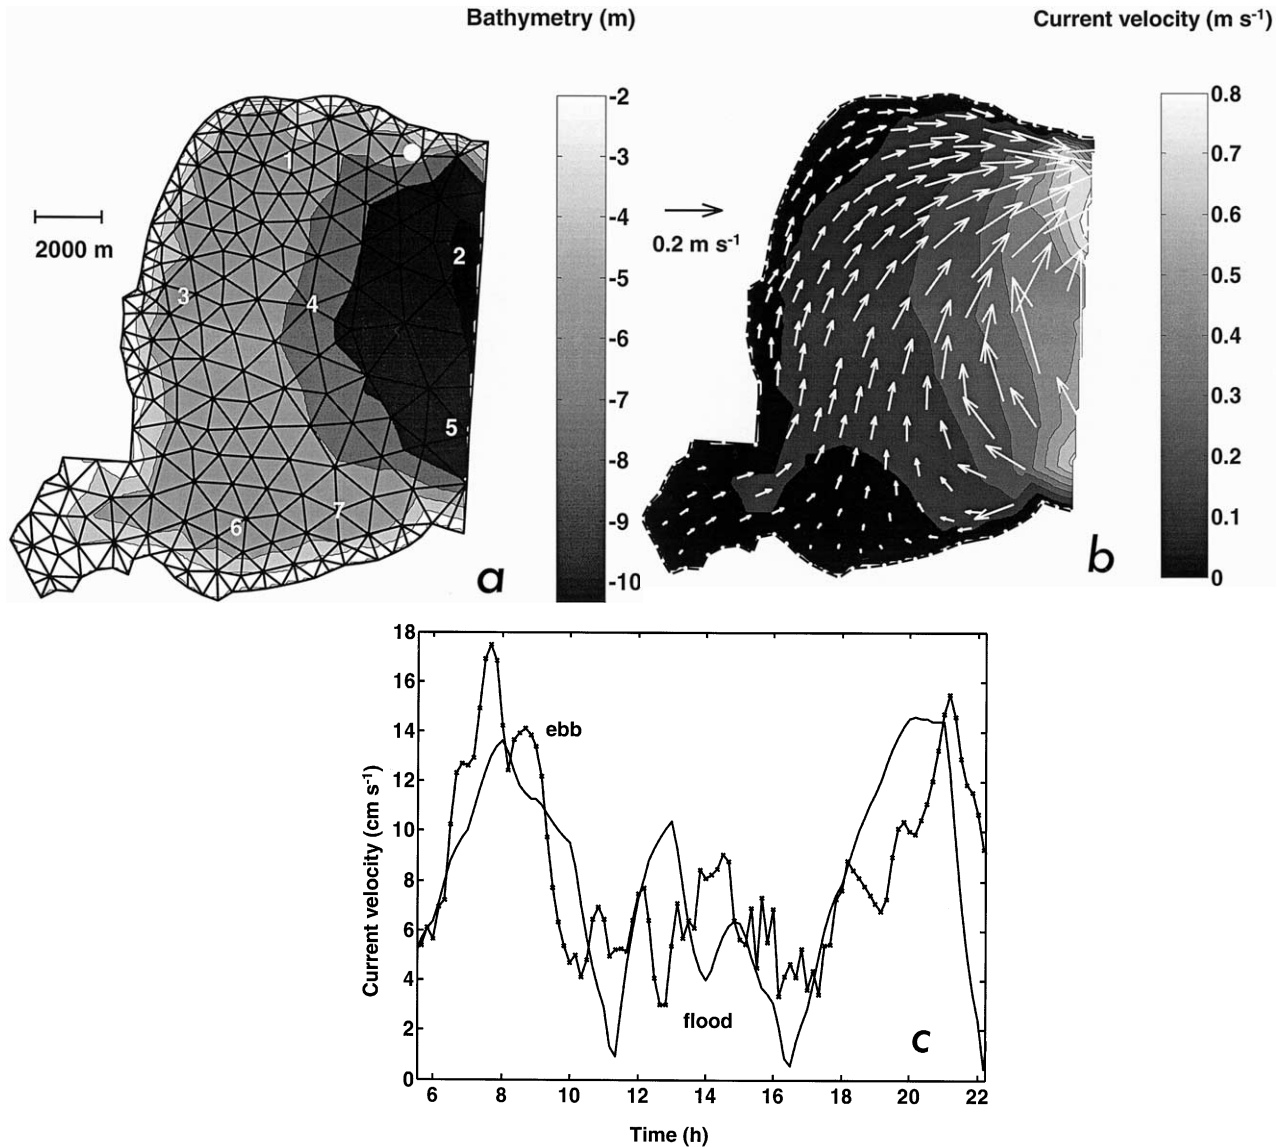 Bathymetry (m)
Current velocity (m s-1)
-2
-3
-4
-5
-6
-7
-8
-9
-10
2000 m
1
2
3
4
5
6
7
a
0.2 m s-1
0.8
0.7
0.6
0.5
0.4
0.3
0.2
0.1
0
b
18
16
14
12
10
8
6
4
2
0
Current velocity (cm s-1)
ebb
flood
c
6 8 10 12 14 16 18 20 22
Time (h)